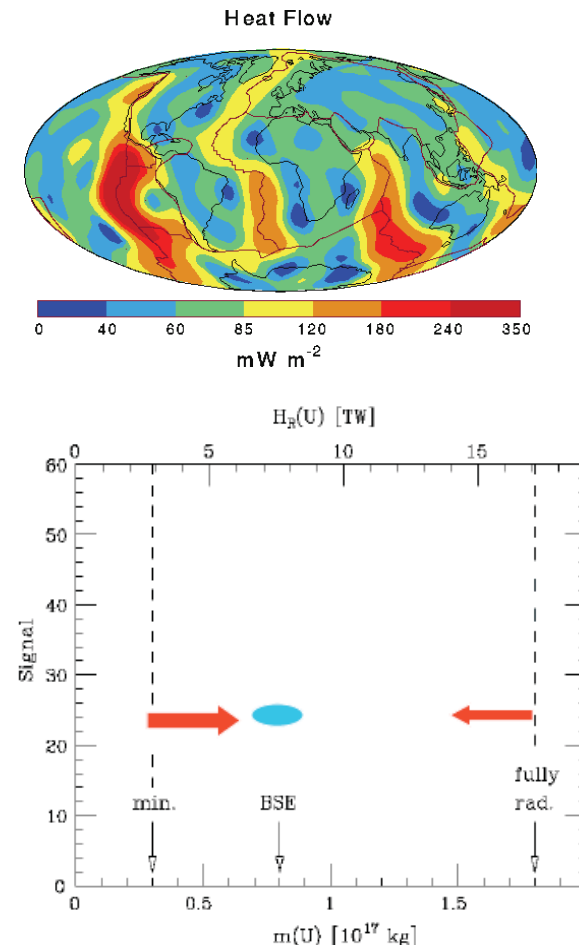 Heat Flow
0 40 60 85 120 180 240 350
mW m⁻²
H_R(U) [TW]
0 5 10 15
60
50
40
30
20
10
0
Signal
min. BSE fully
rad.
0 0.5 1 1.5
m(U) [10¹⁷ kg]